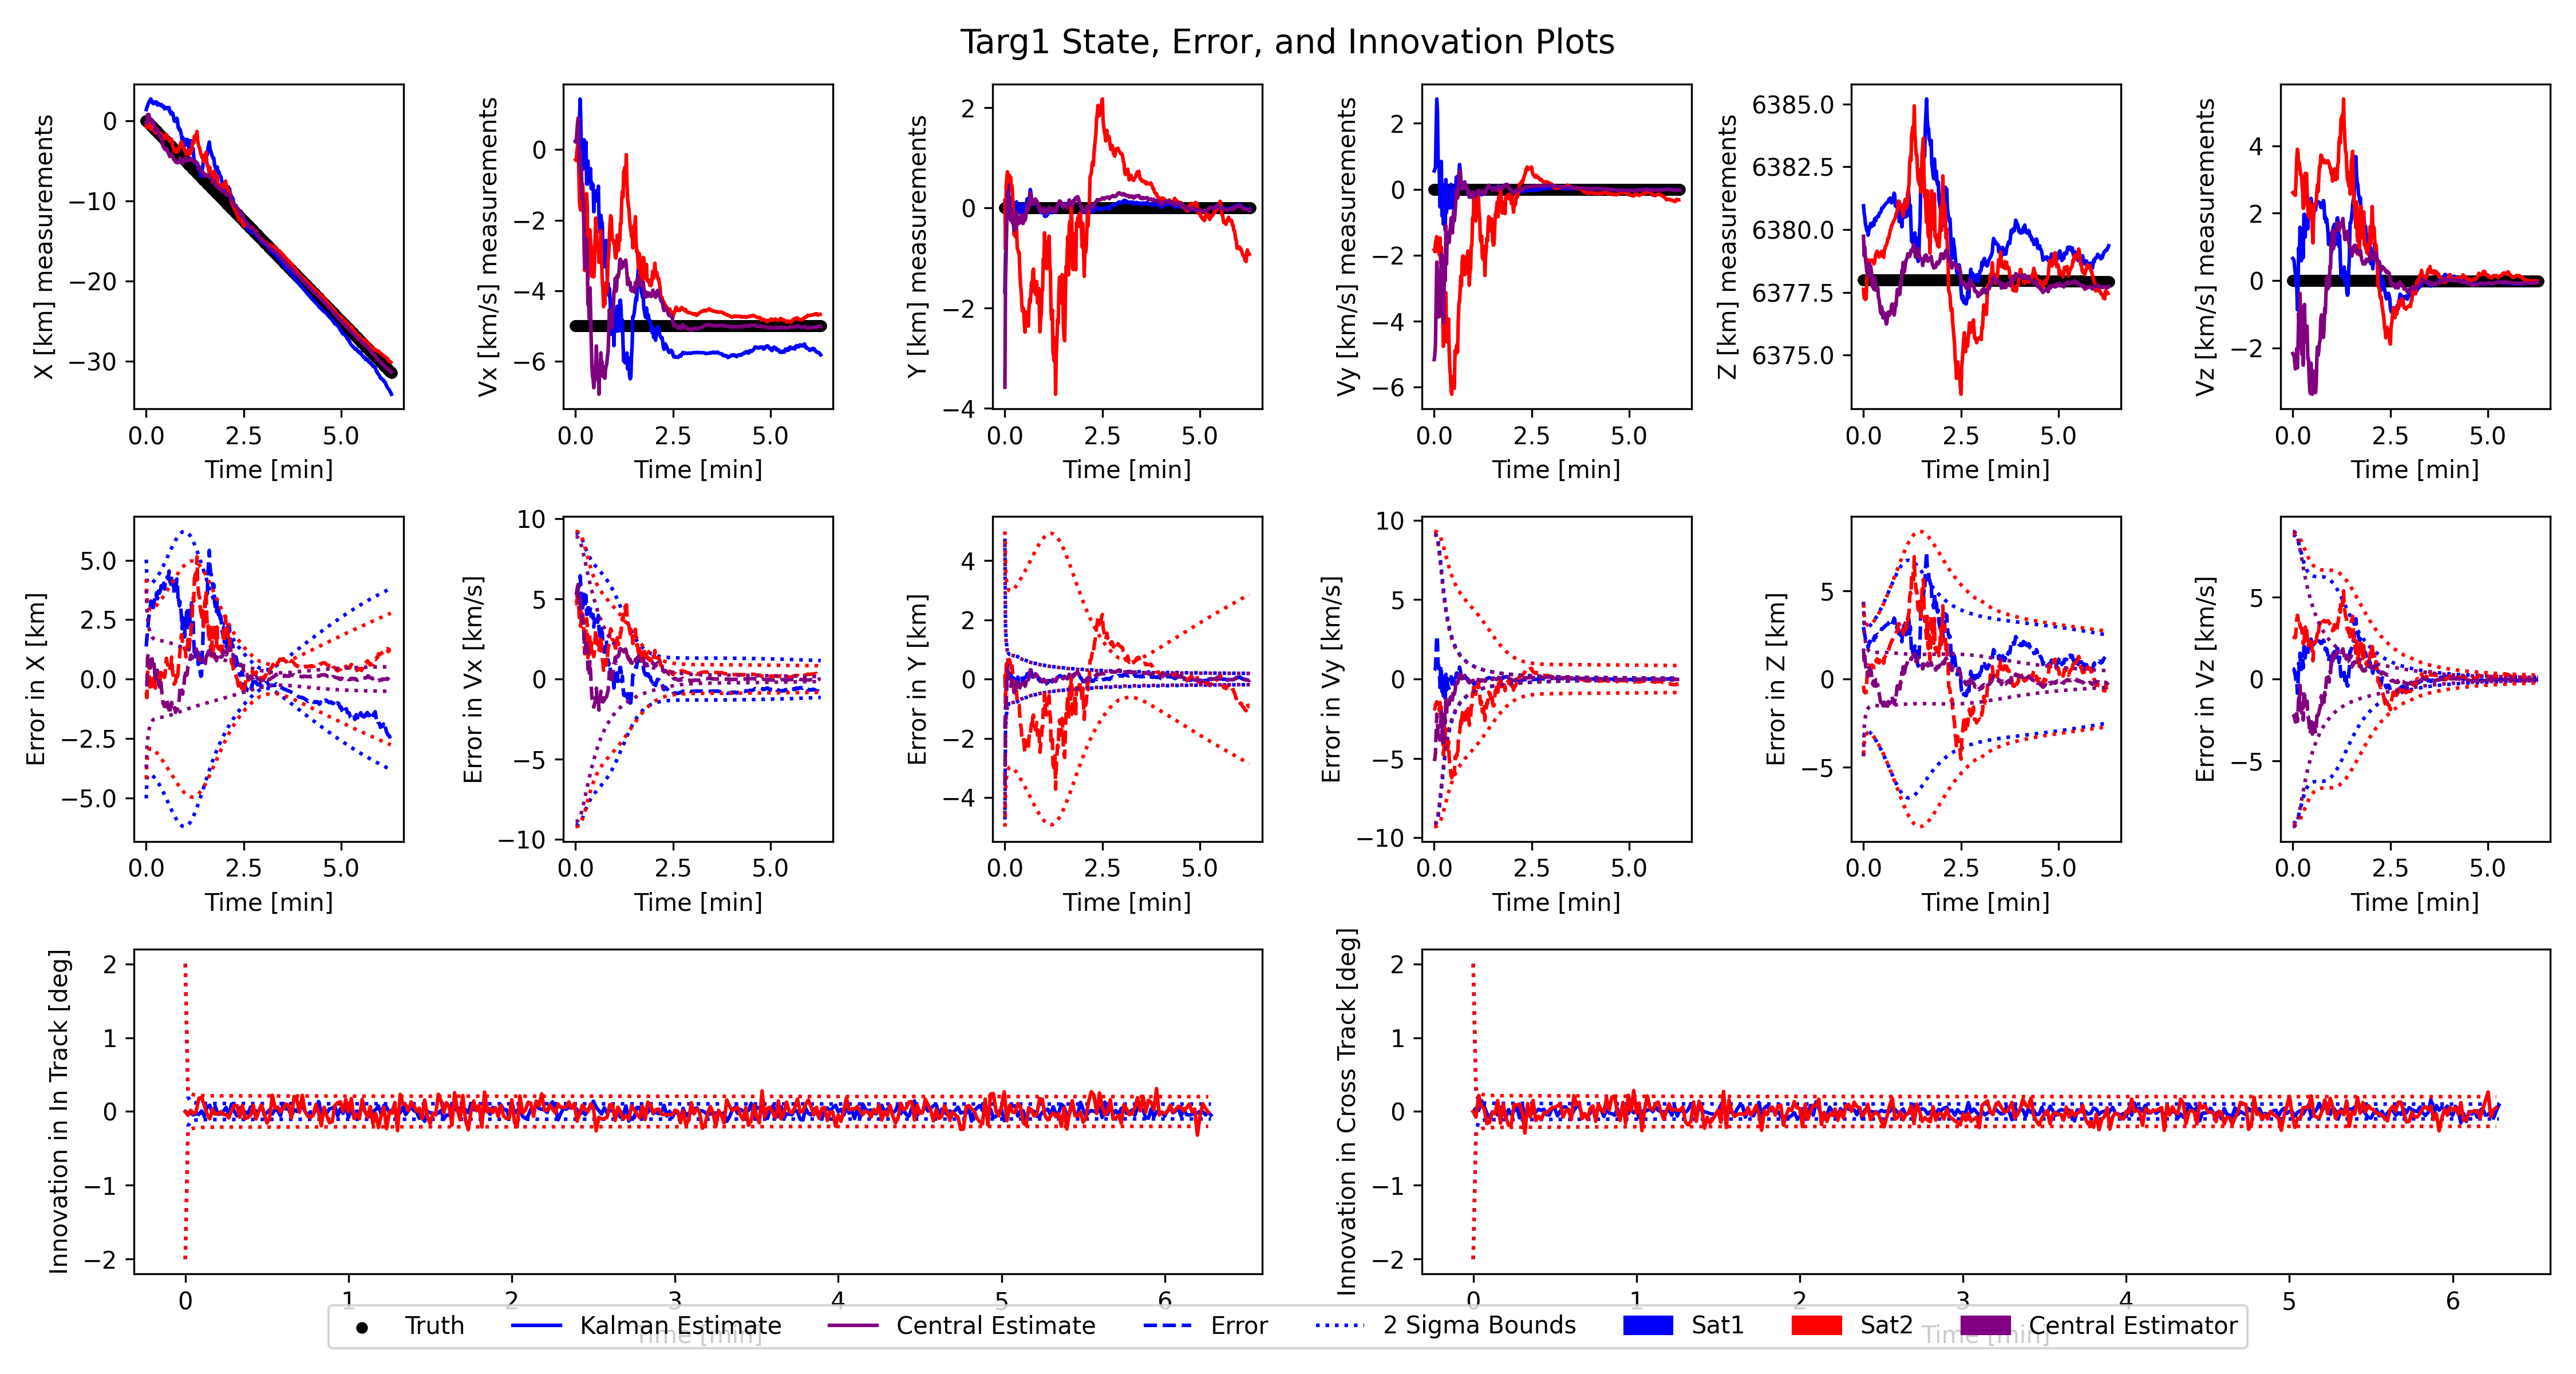 Targ1 State, Error, and Innovation Plots
X [km] measurements
0
−10
−20
−30
0.0 2.5 5.0
Time [min]
Vx [km/s] measurements
0
−2
−4
−6
0.0 2.5 5.0
Time [min]
Y [km] measurements
2
0
−2
−4
0.0 2.5 5.0
Time [min]
Vy [km/s] measurements
2
0
−2
−4
−6
0.0 2.5 5.0
Time [min]
Z [km] measurements
6385.0
6382.5
6380.0
6377.5
6375.0
0.0 2.5 5.0
Time [min]
Vz [km/s] measurements
4
2
0
−2
0.0 2.5 5.0
Time [min]
Error in X [km]
5.0
2.5
0.0
−2.5
−5.0
0.0 2.5 5.0
Time [min]
Error in Vx [km/s]
10
5
0
−5
−10
0.0 2.5 5.0
Time [min]
Error in Y [km]
4
2
0
−2
−4
0.0 2.5 5.0
Time [min]
Error in Vy [km/s]
10
5
0
−5
−10
0.0 2.5 5.0
Time [min]
Error in Z [km]
5
0
−5
0.0 2.5 5.0
Time [min]
Error in Vz [km/s]
5
0
−5
0.0 2.5 5.0
Time [min]
Innovation in In Track [deg]
2
1
0
−1
−2
0 1 2 3 4 5 6
Time [min]
Innovation in Cross Track [deg]
2
1
0
−1
−2
0 1 2 3 4 5 6
Time [min]
Truth Kalman Estimate Central Estimate Error 2 Sigma Bounds Sat1 Sat2 Central Estimator